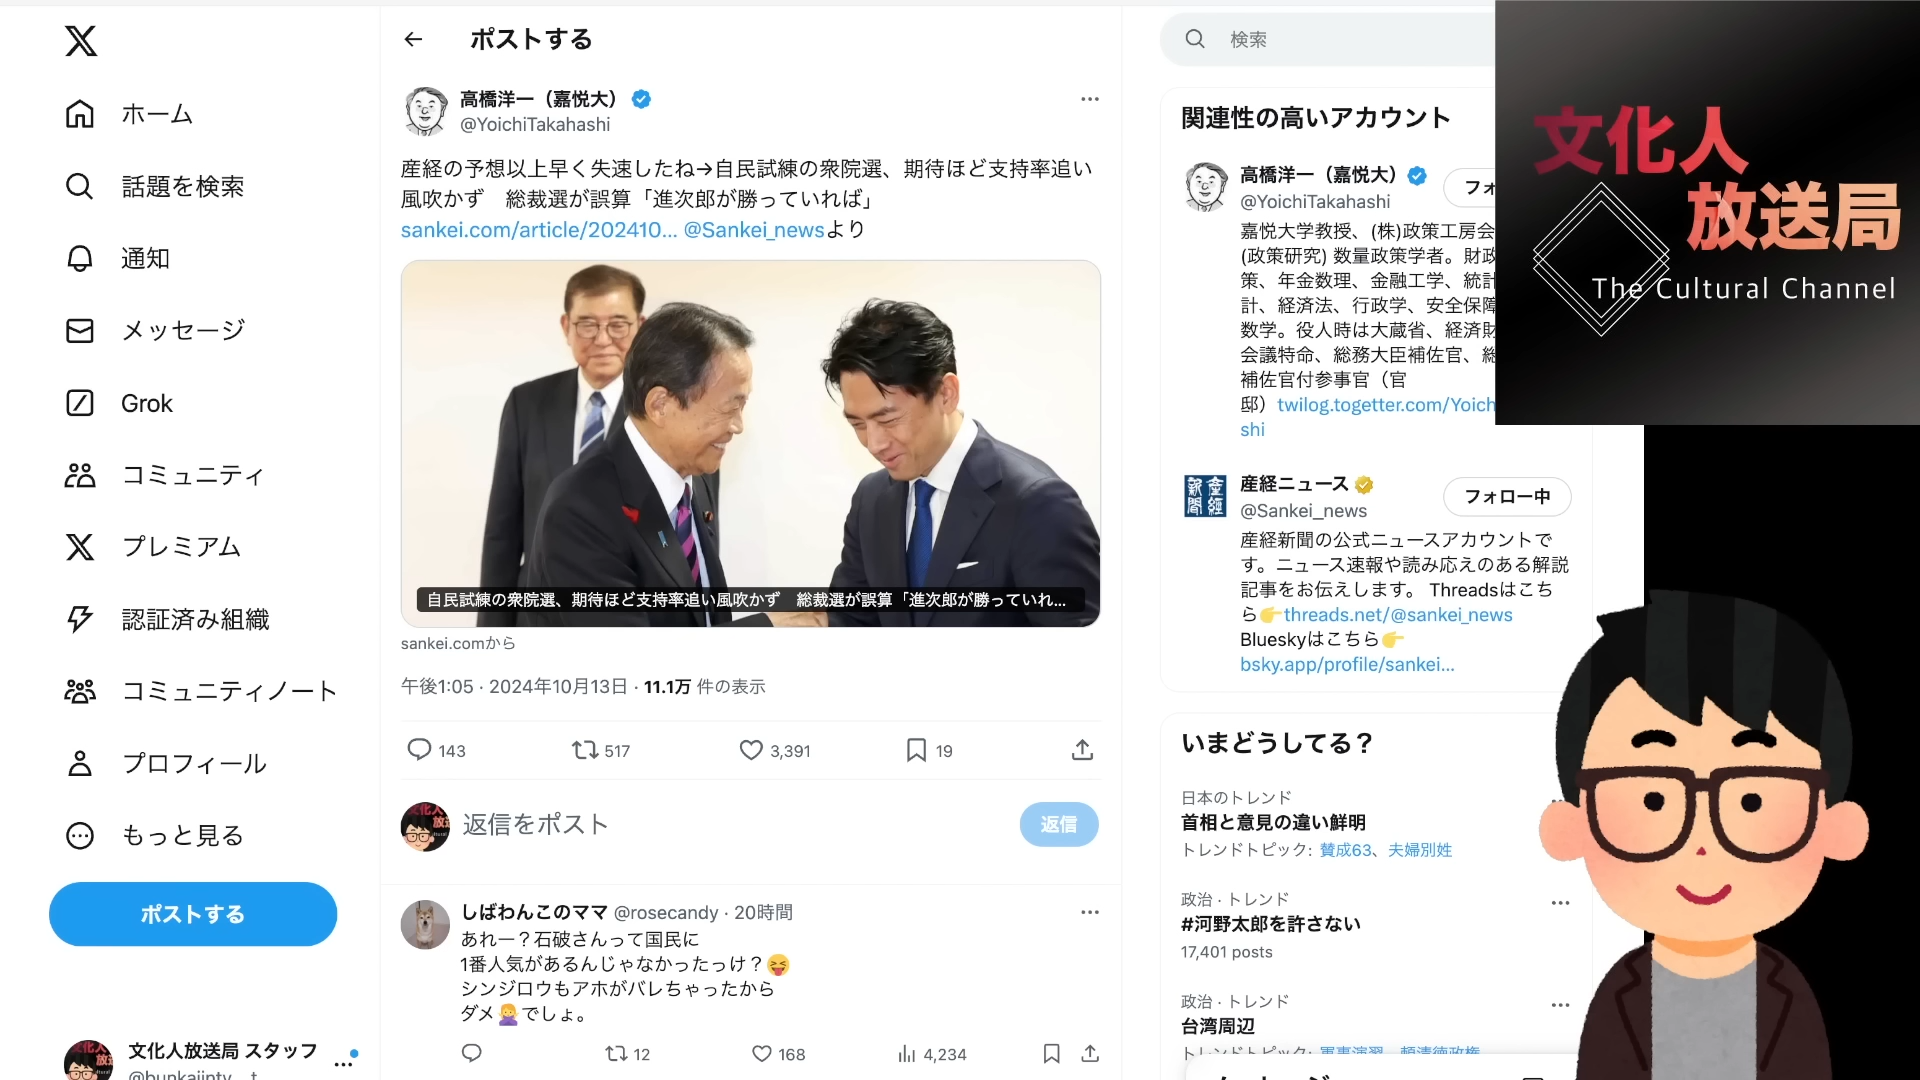 ホーム
話題を検索
通知
メッセージ
Grok
コミュニティ
プレミアム
認証済み組織
コミュニティノート
プロフィール
もっと見る
ポストする
文化人放送局 スタッフ
ポストする
高橋洋一（嘉悦大）
@YoichiTakahashi
産経の予想以上早く失速したね→自民試練の衆院選、期待ほど支持率追い
風吹かず　総裁選が誤算「進次郎が勝っていれば」
sankei.com/article/202410… @Sankei_newsより
自民試練の衆院選、期待ほど支持率追い風吹かず　総裁選が誤算「進次郎が勝っていれ...
sankei.comから
午後1:05 · 2024年10月13日 · 11.1万 件の表示
143
517
3,391
19
返信をポスト
返信
しばわんこのママ @rosecandy · 20時間
あれー？石破さんって国民に
1番人気があるんじゃなかったっけ？😝
シンジロウもアホがバレちゃったから
ダメ🙅‍♀️でしょ。
12
168
4,234
検索
関連性の高いアカウント
高橋洋一（嘉悦大）
@YoichiTakahashi
フォ
嘉悦大学教授、(株)政策工房会
(政策研究) 数量政策学者。財政
策、年金数理、金融工学、統計
計、経済法、行政学、安全保障
数学。役人時は大蔵省、経済財
会議特命、総務大臣補佐官、総
補佐官付参事官（官
邸）twilog.togetter.com/Yoich
shi
産経新聞
産経ニュース
@Sankei_news
フォロー中
産経新聞の公式ニュースアカウントで
す。ニュース速報や読み応えのある解説
記事をお伝えします。 Threadsはこち
ら👉threads.net/@sankei_news
Blueskyはこちら👉
bsky.app/profile/sankei…
いまどうしてる？
日本のトレンド
首相と意見の違い鮮明
トレンドトピック: 賛成63、夫婦別姓
政治 · トレンド
#河野太郎を許さない
17,401 posts
政治 · トレンド
台湾周辺
トレンドトピック: 軍事演習、頼清徳政権
文化人
放送局
The Cultural Channel